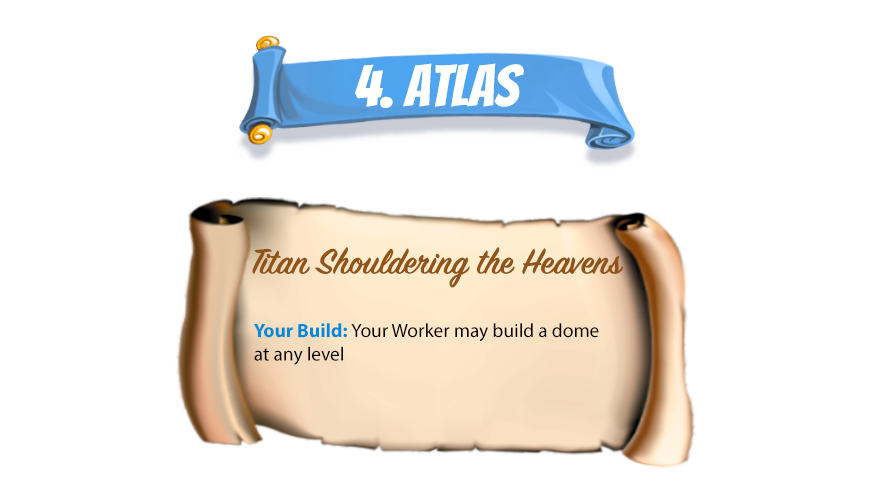 4. ATLAS
Titan Shouldering the Heavens
Your Build: Your Worker may build a dome
at any level